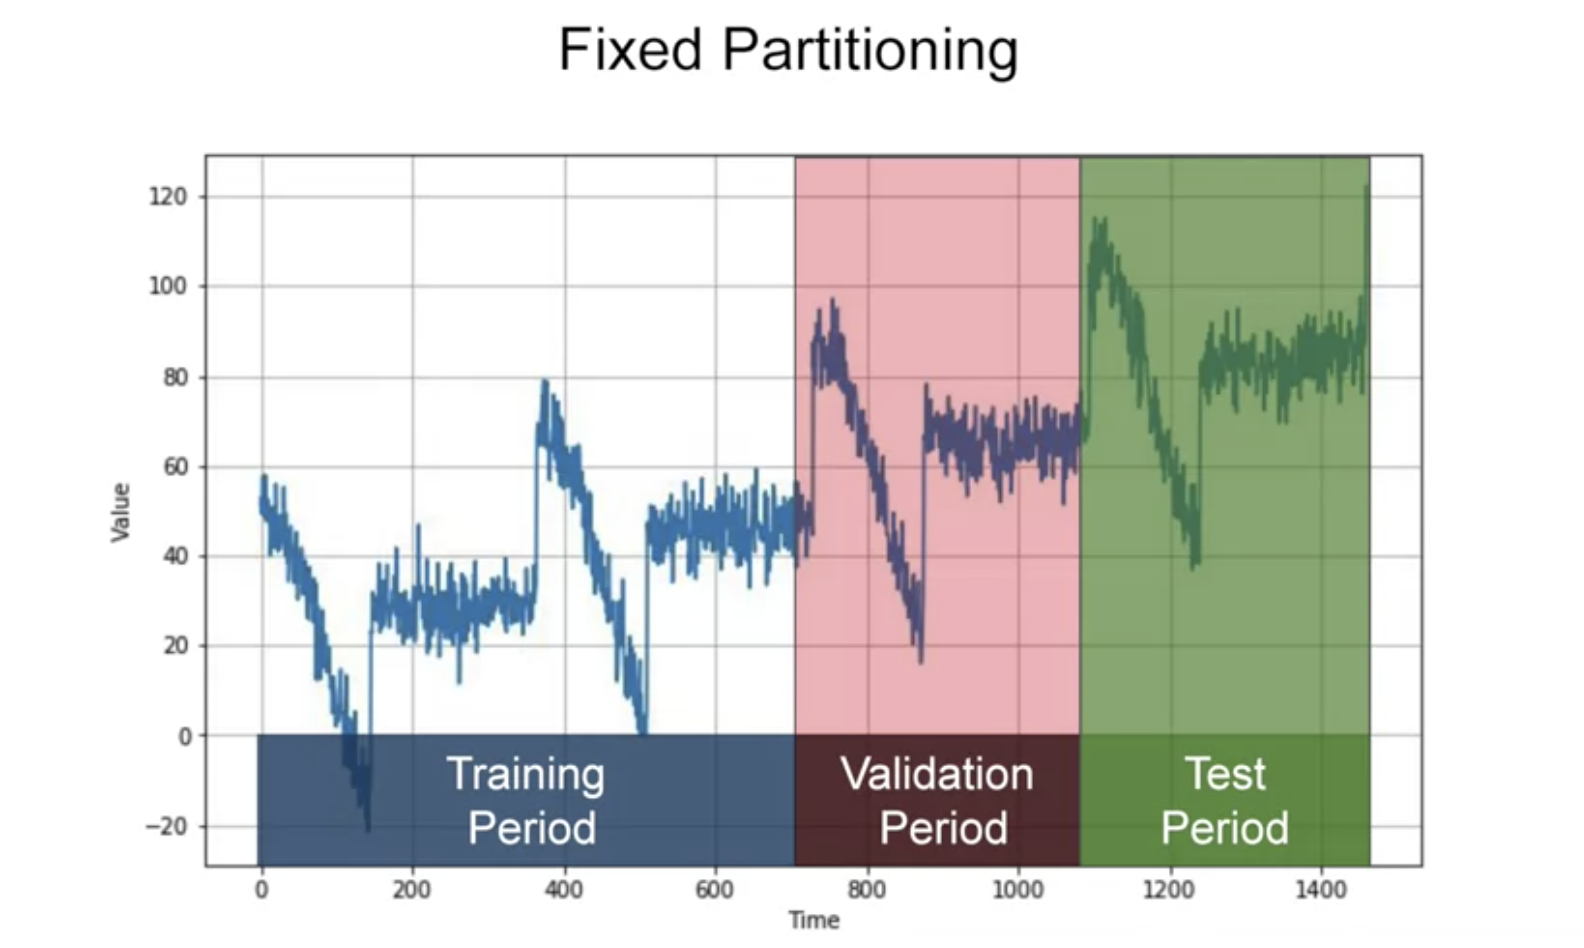 Fixed Partitioning
120
100
80
60
40
20
0
−20
Value
Training
Period
Validation
Period
Test
Period
0 200 400 600 800 1000 1200 1400
Time